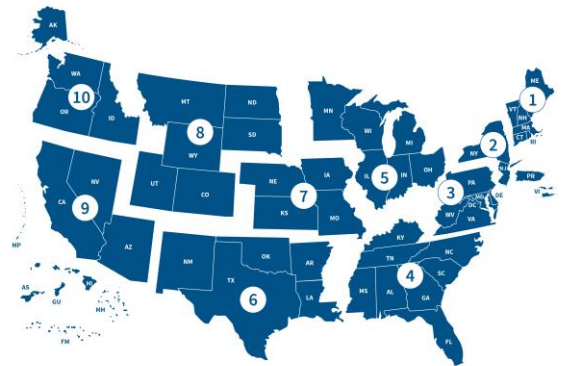 AK
WA
10
OR
ID
MT
ND
8
SD
WY
UT
CO
MN
WI
MI
IL
5
IN
OH
ME
1
VT
NH
MA
CT
RI
2
NY
NJ
PR
VI
3
PA
MD
DE
DC
WV
VA
NE
IA
7
KS
MO
NV
CA
9
AZ
NM
OK
TX
6
AR
LA
KY
TN
NC
4
SC
MS
AL
GA
FL
MP
AS
GU
HI
MH
FM